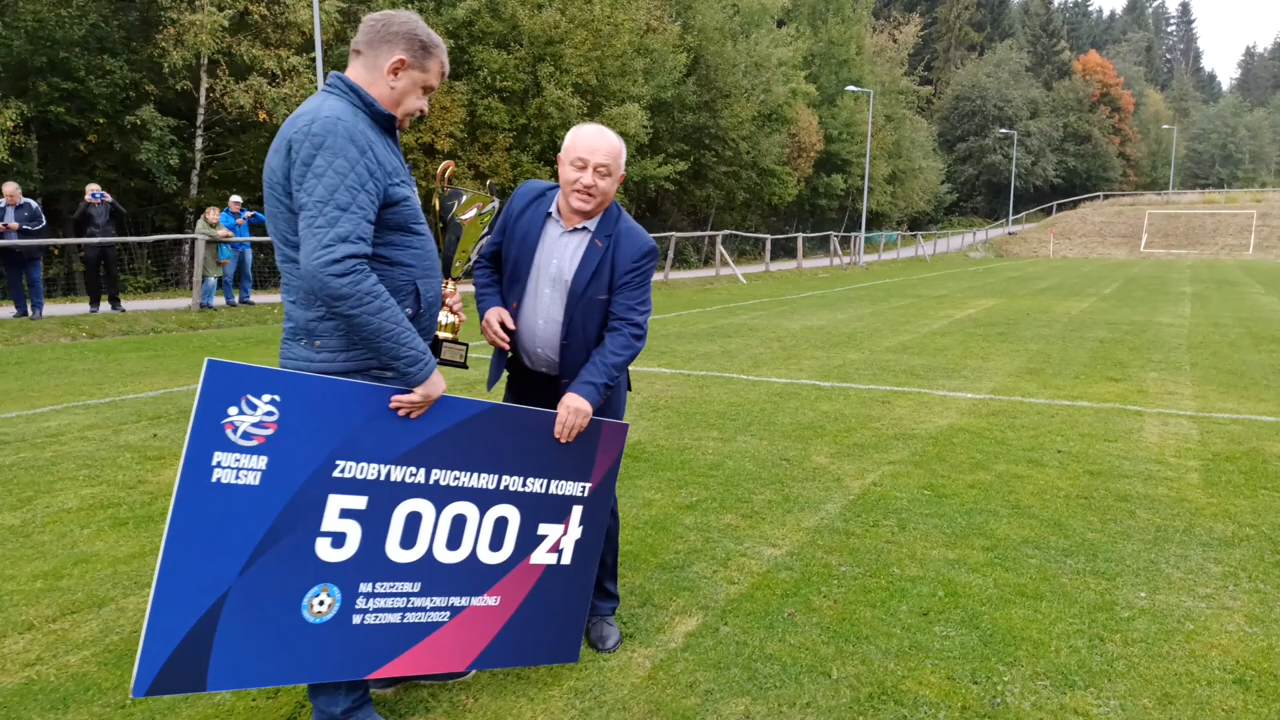 PUCHAR
POLSKI
ZDOBYWCA PUCHARU POLSKI KOBIET
5 000 zł
NA SZCZEBLU
ŚLĄSKIEGO ZWIĄZKU PIŁKI NOŻNEJ
W SEZONIE 2021/2022